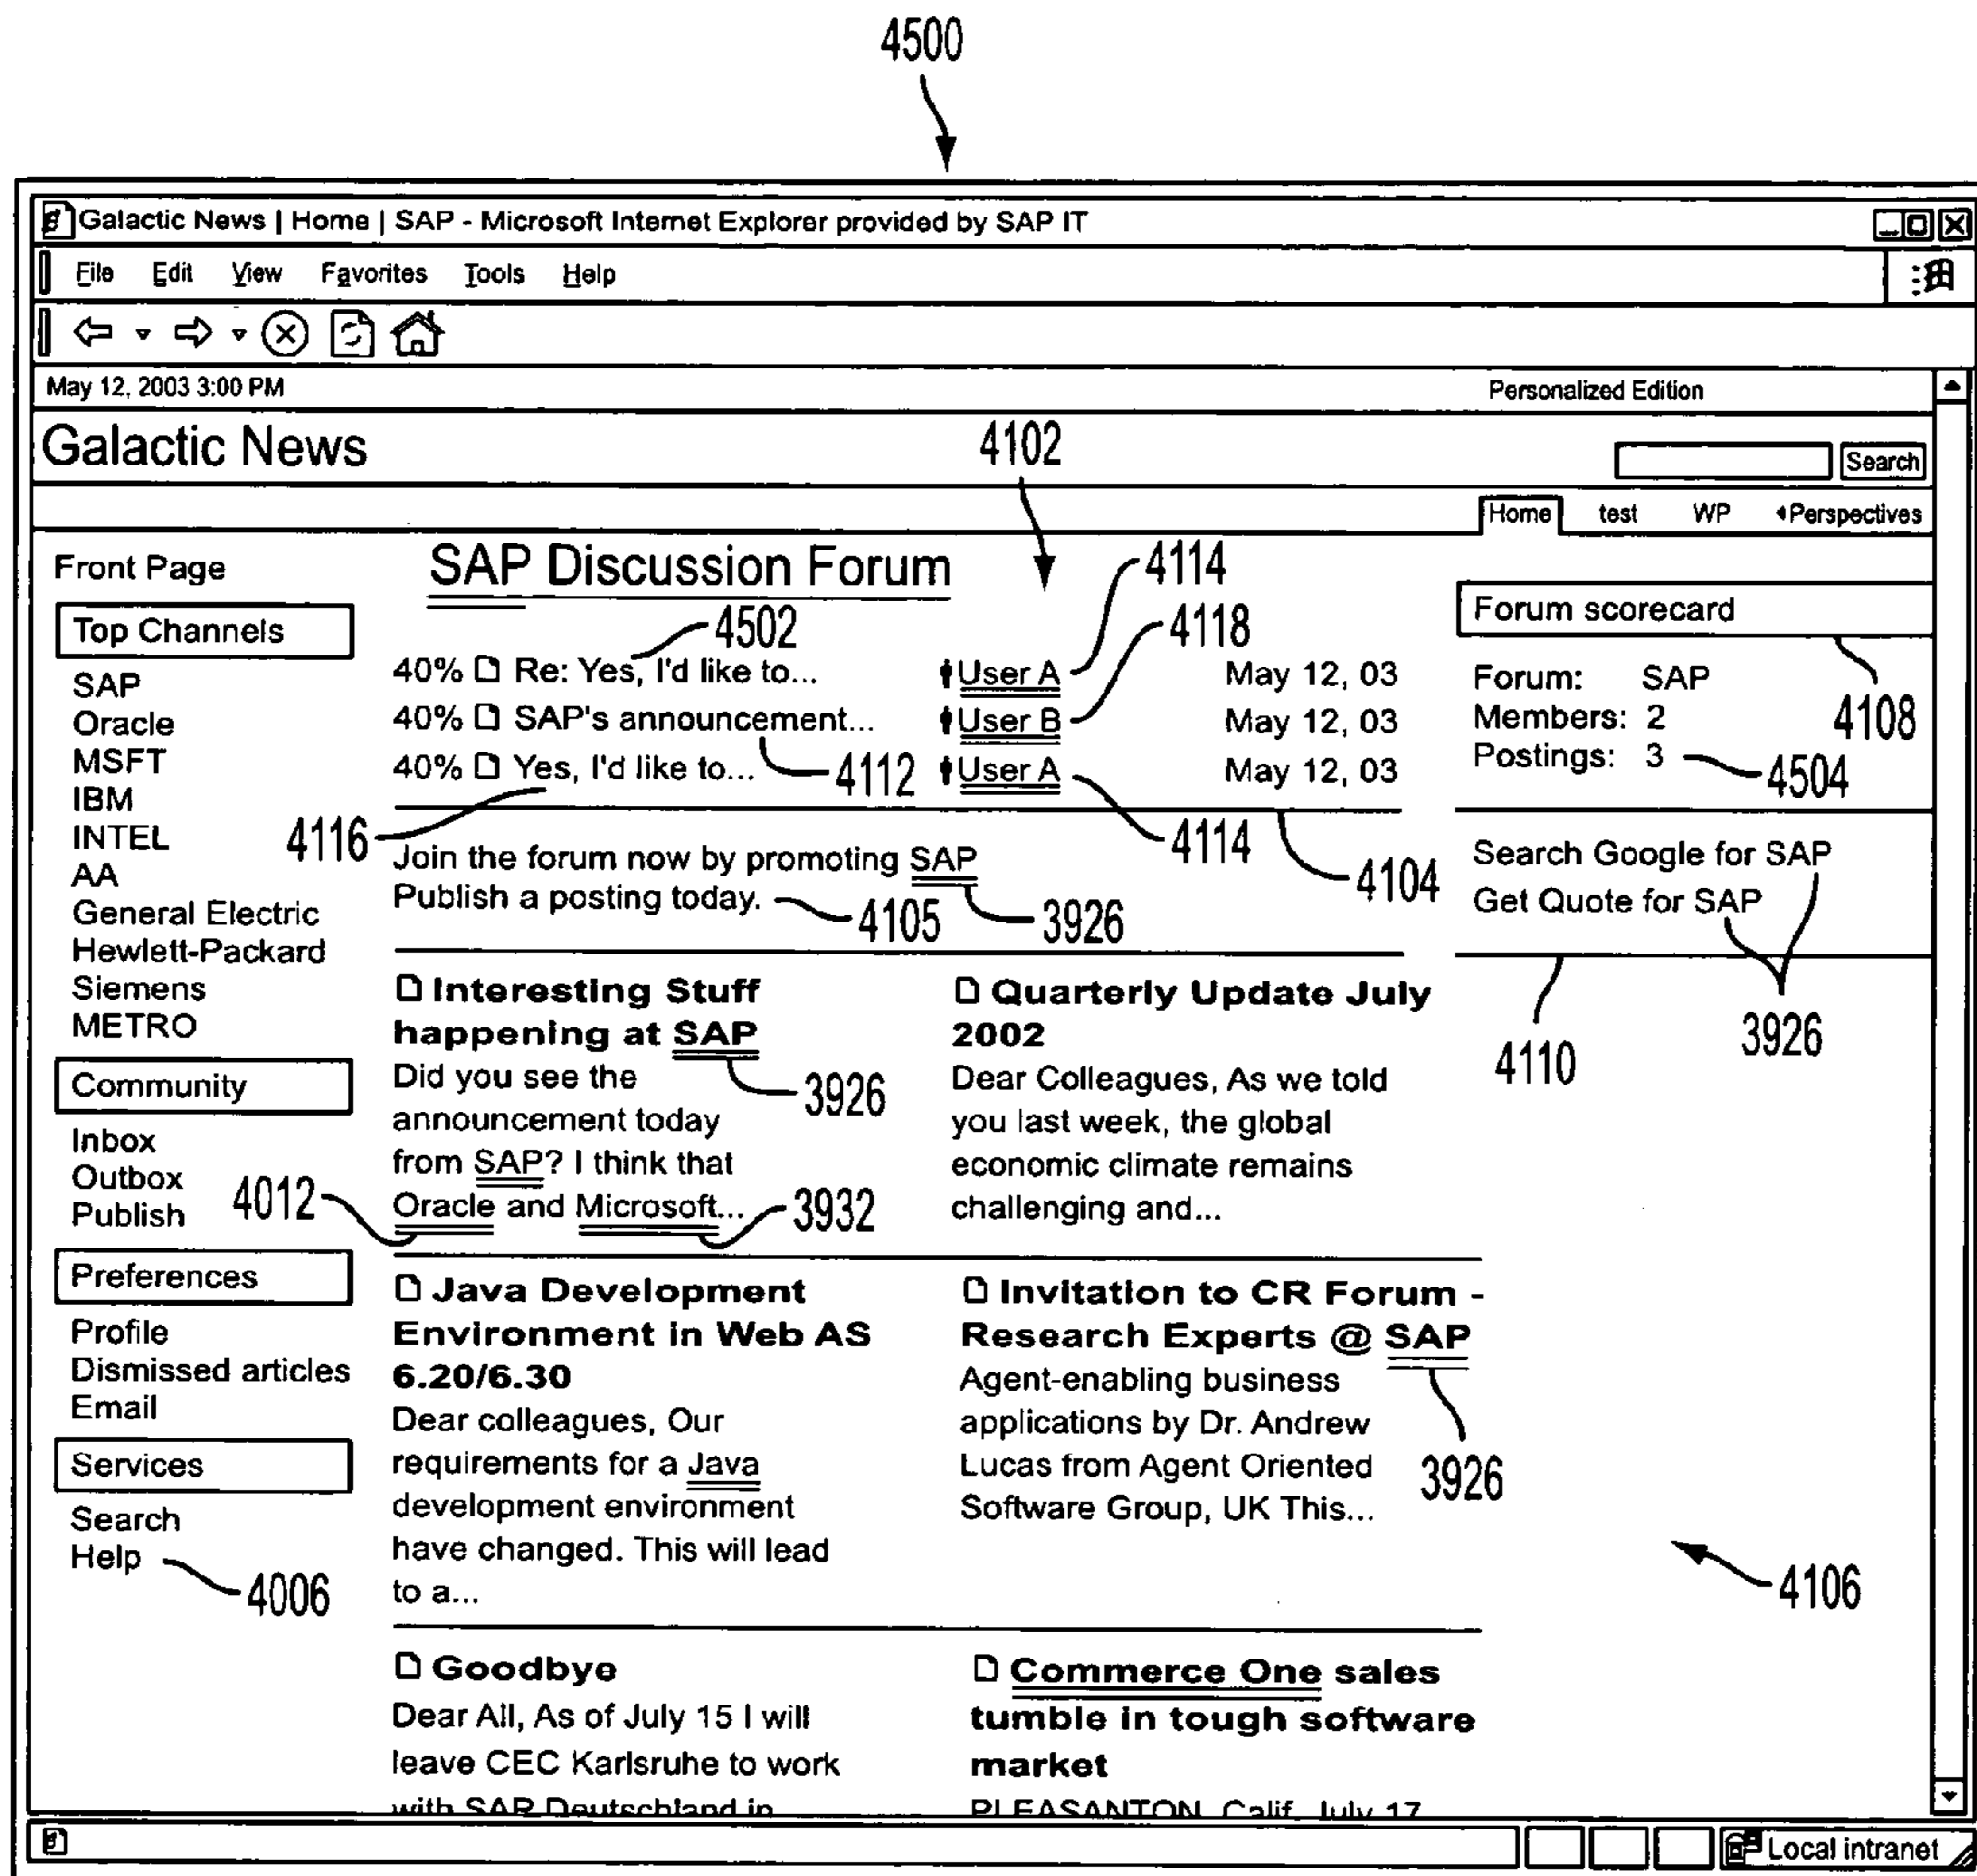 4500
Galactic News | Home | SAP - Microsoft Internet Explorer provided by SAP IT
File Edit View Favorites Tools Help
May 12, 2003 3:00 PM
Personalized Edition
Galactic News
4102
Search
Home test WP Perspectives
Front Page
Top Channels
SAP
Oracle
MSFT
IBM
INTEL
AA
General Electric
Hewlett-Packard
Siemens
METRO
Community
Inbox
Outbox
Publish
Preferences
Profile
Dismissed articles
Email
Services
Search
Help
4006
SAP Discussion Forum
4114
4502
4118
40% Re: Yes, I'd like to... User A May 12, 03
40% SAP's announcement... User B May 12, 03
40% Yes, I'd like to... 4112 User A May 12, 03
4116
4114
4104
Join the forum now by promoting SAP
Publish a posting today.
4105
3926
Forum scorecard
Forum: SAP
Members: 2
4108
Postings: 3
4504
Search Google for SAP
Get Quote for SAP
3926
4110
Interesting Stuff
happening at SAP
3926
Did you see the
announcement today
from SAP? I think that
Oracle and Microsoft...
4012
3932
Quarterly Update July
2002
Dear Colleagues, As we told
you last week, the global
economic climate remains
challenging and...
Java Development
Environment in Web AS
6.20/6.30
Dear colleagues, Our
requirements for a Java
development environment
have changed. This will lead
to a...
Invitation to CR Forum -
Research Experts @ SAP
Agent-enabling business
applications by Dr. Andrew
Lucas from Agent Oriented
Software Group, UK This...
3926
4106
Goodbye
Dear All, As of July 15 I will
leave CEC Karlsruhe to work
with SAP Deutschland in
Commerce One sales
tumble in tough software
market
PLEASANTON, Calif. July 17
Local intranet